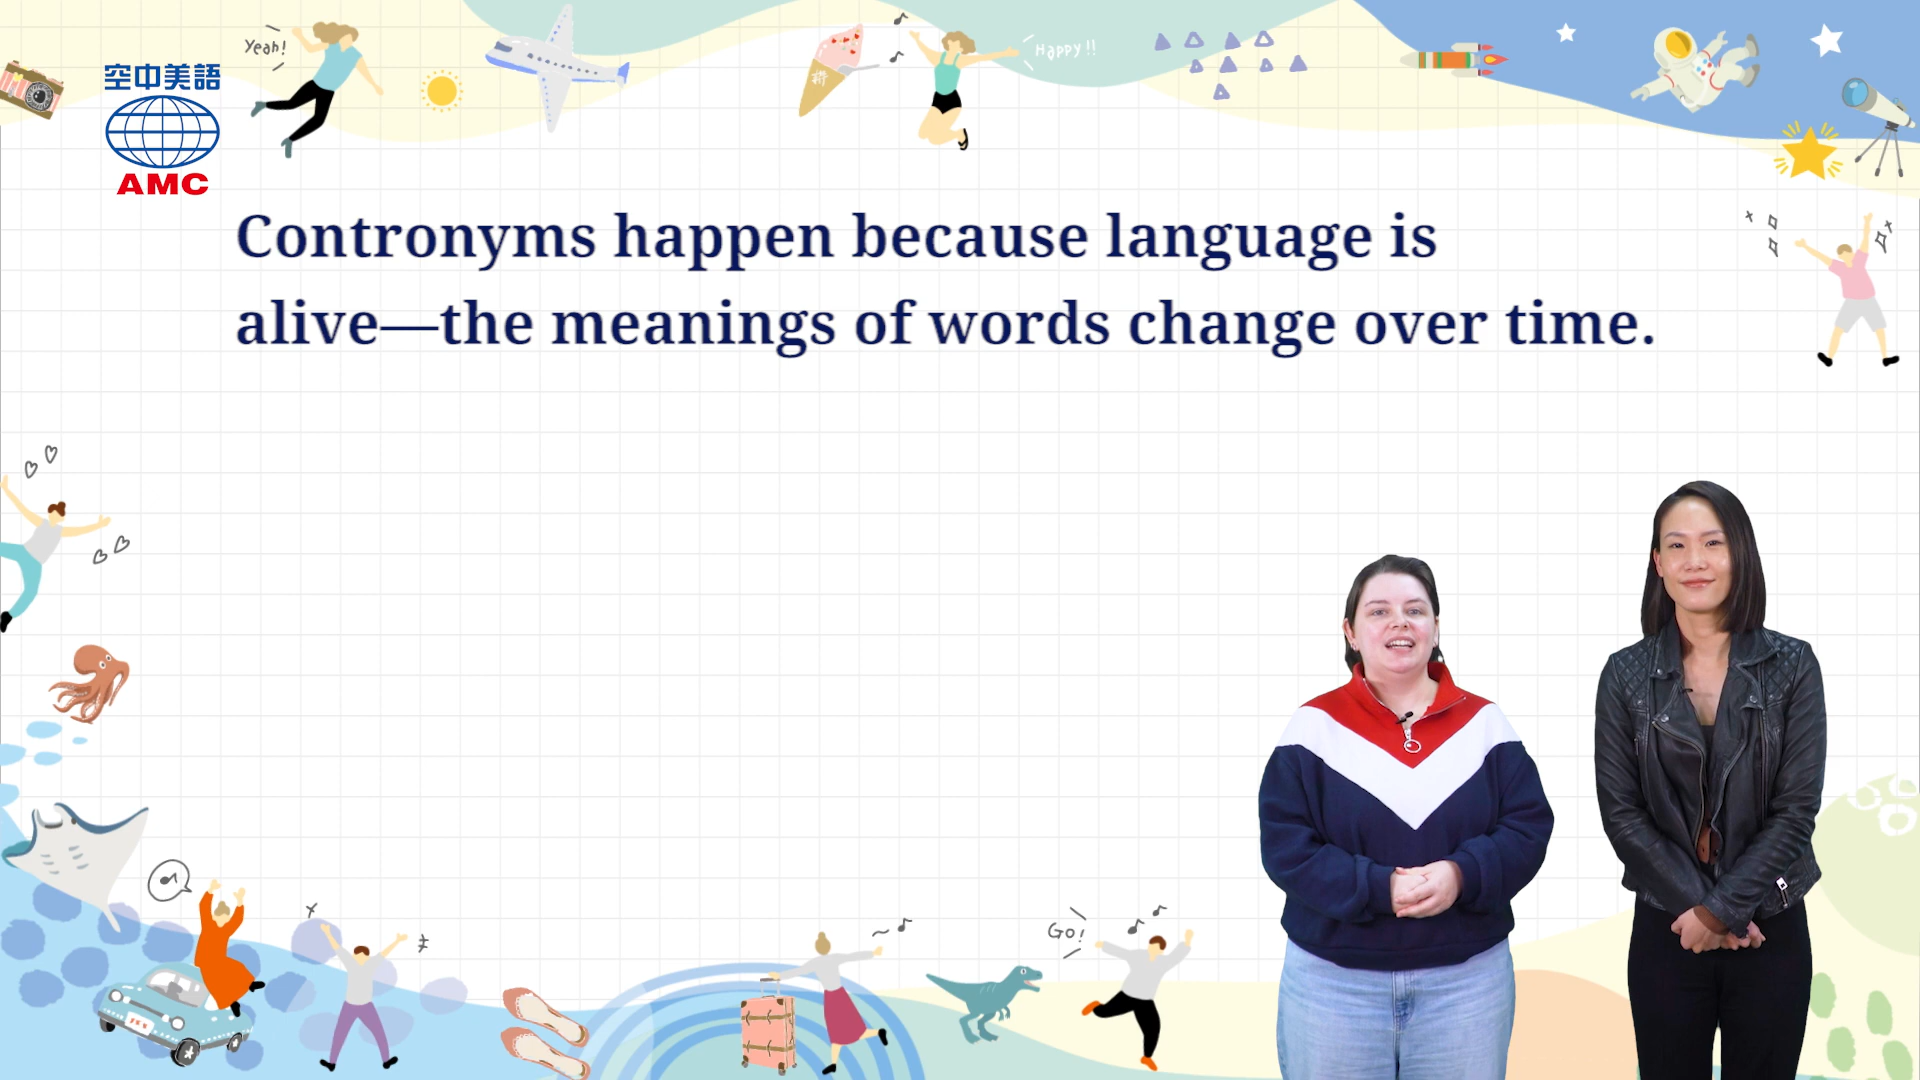 Yeah!
Happy!!
空中美語
AMC
Contronyms happen because language is
alive—the meanings of words change over time.
Go!